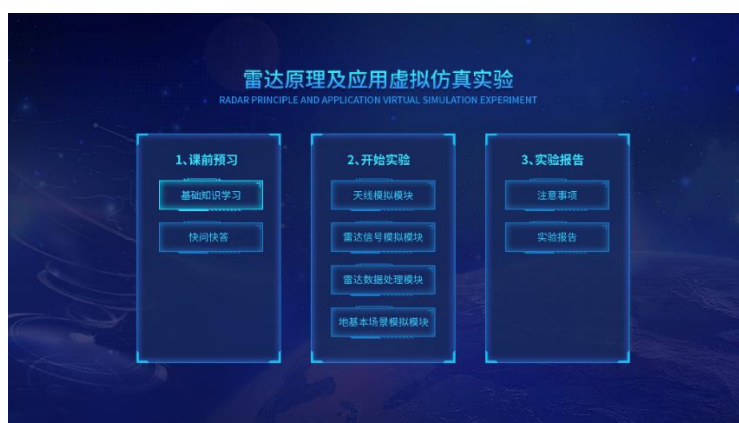 雷达原理及应用虚拟仿真实验
RADAR PRINCIPLE AND APPLICATION VIRTUAL SIMULATION EXPERIMENT
1、课前预习
基础知识学习
快问快答
2、开始实验
天线模拟模块
雷达信号模拟模块
雷达数据处理模块
地基本场景模拟模块
3、实验报告
注意事项
实验报告